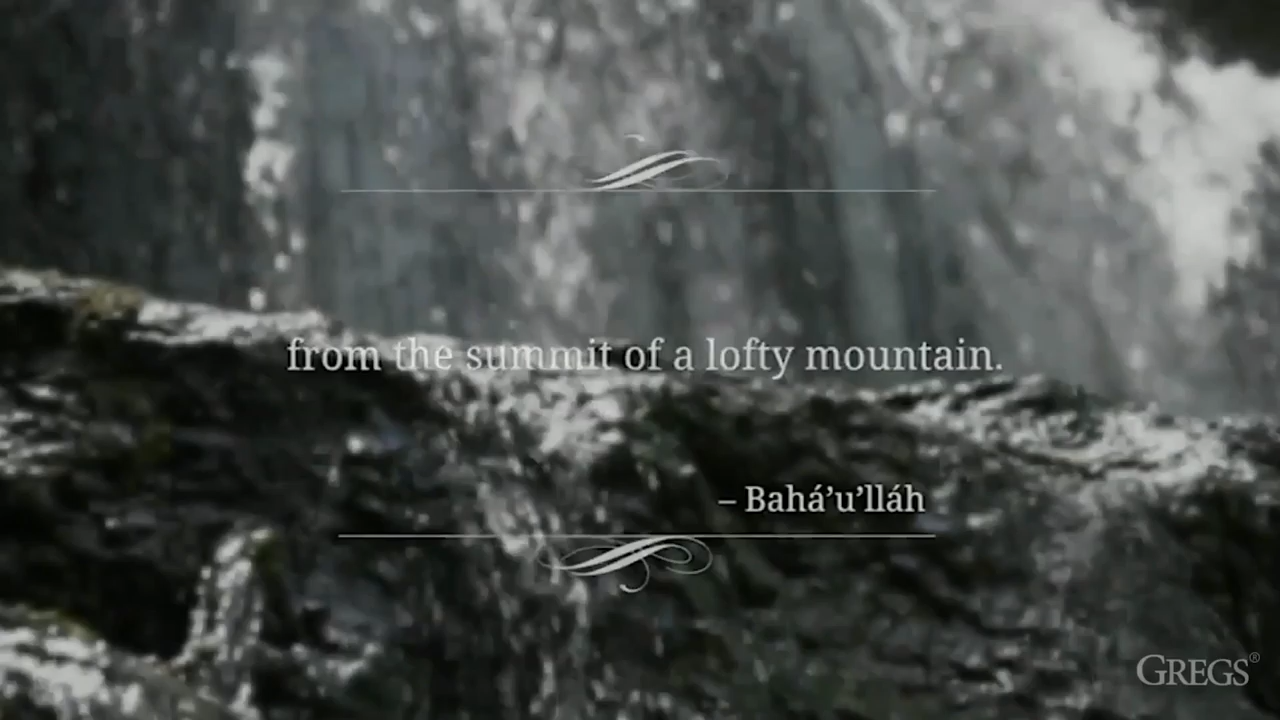 from the summit of a lofty mountain.
– Bahá’u’lláh
GREGS®